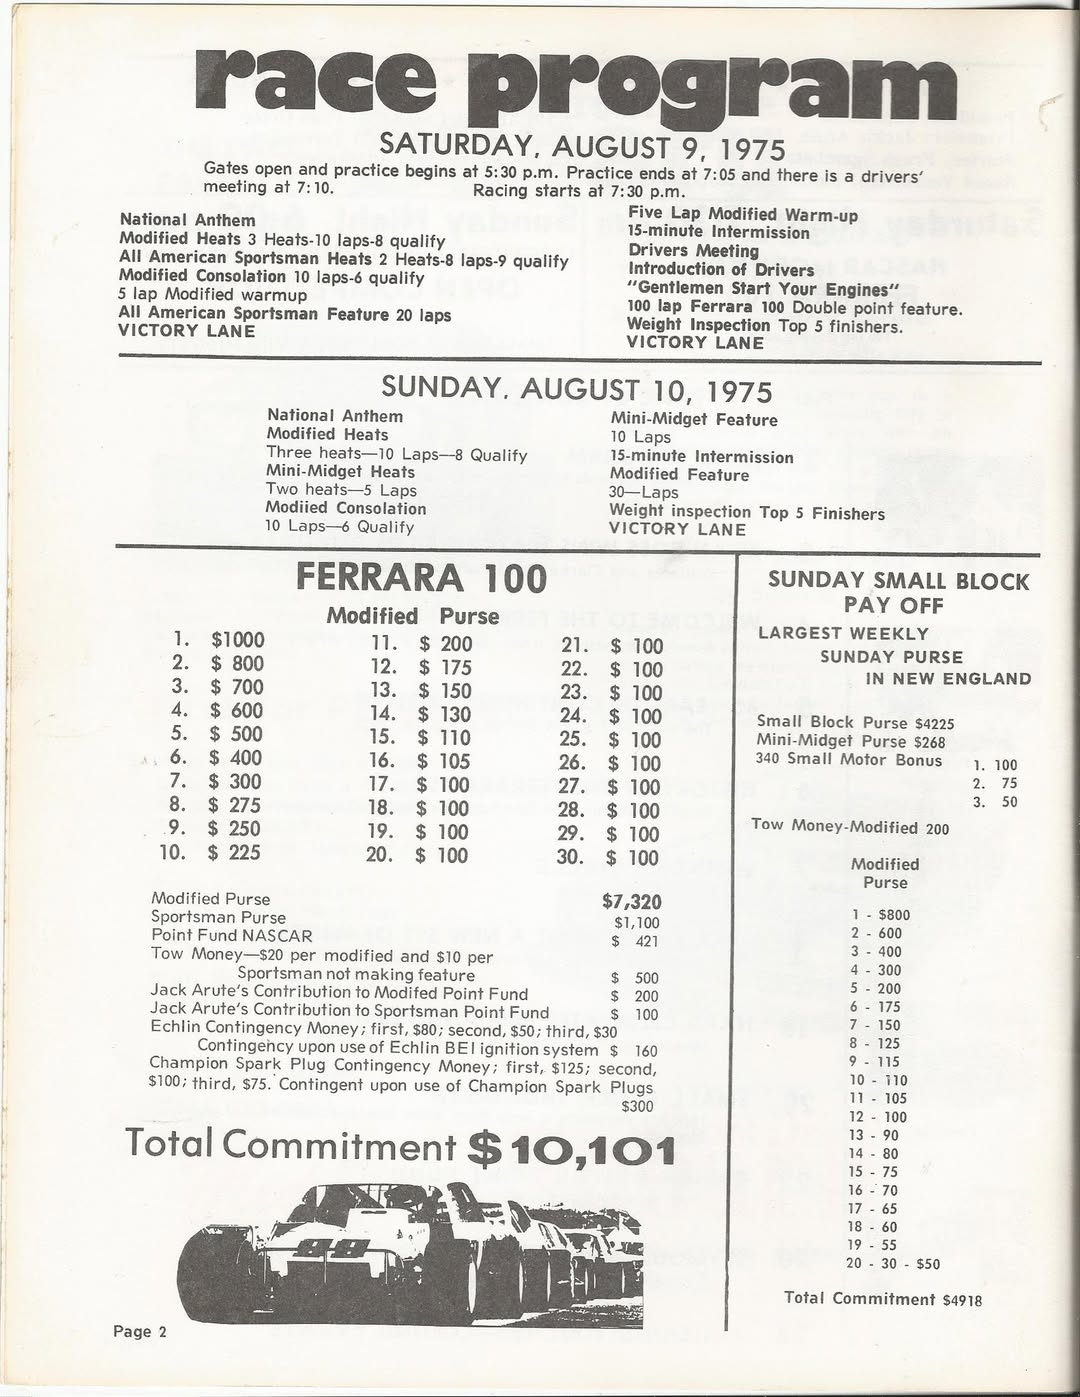 race program
SATURDAY, AUGUST 9, 1975
Gates open and practice begins at 5:30 p.m. Practice ends at 7:05 and there is a drivers'
meeting at 7:10. Racing starts at 7:30 p.m.
National Anthem
Modified Heats 3 Heats-10 laps-8 qualify
All American Sportsman Heats 2 Heats-8 laps-9 qualify
Modified Consolation 10 laps-6 qualify
5 lap Modified warmup
All American Sportsman Feature 20 laps
VICTORY LANE
Five Lap Modified Warm-up
15-minute Intermission
Drivers Meeting
Introduction of Drivers
"Gentlemen Start Your Engines"
100 lap Ferrara 100 Double point feature.
Weight Inspection Top 5 finishers.
VICTORY LANE
SUNDAY, AUGUST 10, 1975
National Anthem
Modified Heats
Three heats—10 Laps—8 Qualify
Mini-Midget Heats
Two heats—5 Laps
Modiied Consolation
10 Laps—6 Qualify
Mini-Midget Feature
10 Laps
15-minute Intermission
Modified Feature
30—Laps
Weight inspection Top 5 Finishers
VICTORY LANE
FERRARA 100
Modified Purse
1. $1000
2. $ 800
3. $ 700
4. $ 600
5. $ 500
6. $ 400
7. $ 300
8. $ 275
9. $ 250
10. $ 225
11. $ 200
12. $ 175
13. $ 150
14. $ 130
15. $ 110
16. $ 105
17. $ 100
18. $ 100
19. $ 100
20. $ 100
21. $ 100
22. $ 100
23. $ 100
24. $ 100
25. $ 100
26. $ 100
27. $ 100
28. $ 100
29. $ 100
30. $ 100
Modified Purse $7,320
Sportsman Purse $1,100
Point Fund NASCAR $ 421
Tow Money—$20 per modified and $10 per
Sportsman not making feature $ 500
Jack Arute's Contribution to Modifed Point Fund $ 200
Jack Arute's Contribution to Sportsman Point Fund $ 100
Echlin Contingency Money; first, $80; second, $50; third, $30
Contingency upon use of Echlin BEI ignition system $ 160
Champion Spark Plug Contingency Money; first, $125; second,
$100; third, $75. Contingent upon use of Champion Spark Plugs
$300
Total Commitment $10,101
Page 2
SUNDAY SMALL BLOCK
PAY OFF
LARGEST WEEKLY
SUNDAY PURSE
IN NEW ENGLAND
Small Block Purse $4225
Mini-Midget Purse $268
340 Small Motor Bonus 1. 100
2. 75
3. 50
Tow Money-Modified 200
Modified
Purse
1 - $800
2 - 600
3 - 400
4 - 300
5 - 200
6 - 175
7 - 150
8 - 125
9 - 115
10 - 110
11 - 105
12 - 100
13 - 90
14 - 80
15 - 75
16 - 70
17 - 65
18 - 60
19 - 55
20 - 30 - $50
Total Commitment $4918